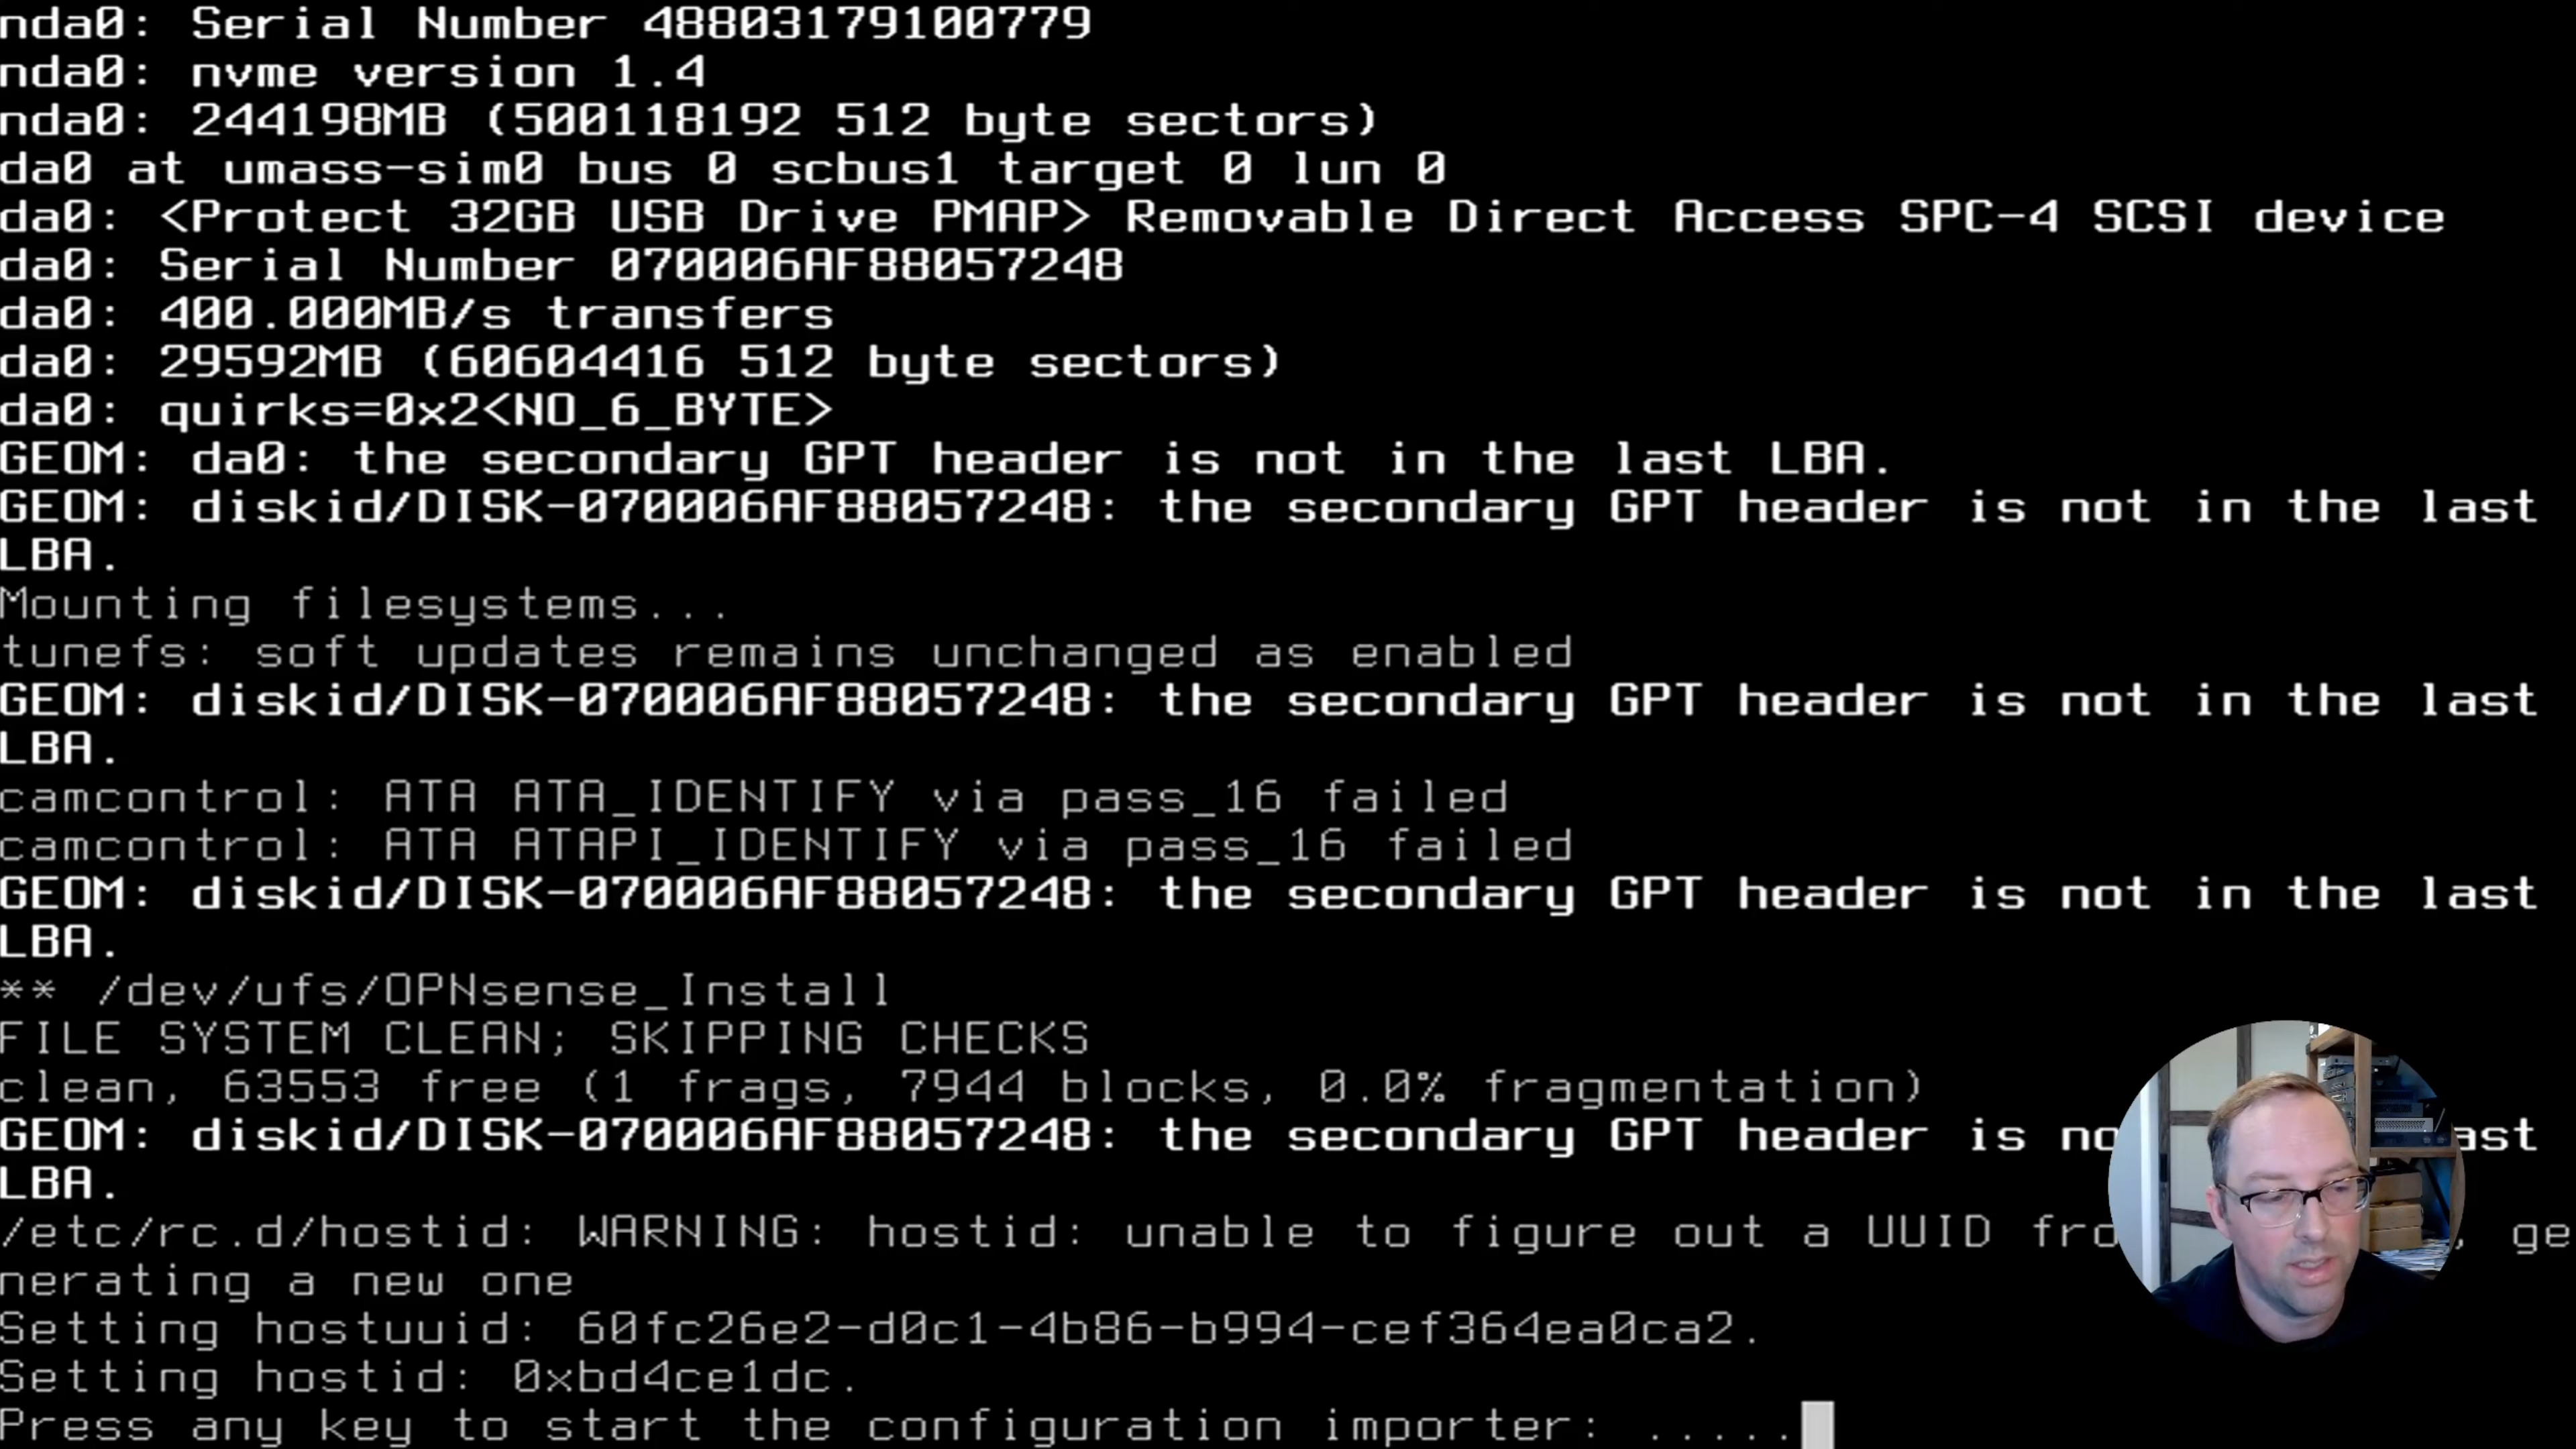 nda0: Serial Number 48803179100779
nda0: nvme version 1.4
nda0: 244198MB (500118192 512 byte sectors)
da0 at umass-sim0 bus 0 scbus1 target 0 lun 0
da0: <Protect 32GB USB Drive PMAP> Removable Direct Access SPC-4 SCSI device
da0: Serial Number 070006AF88057248
da0: 400.000MB/s transfers
da0: 29592MB (60604416 512 byte sectors)
da0: quirks=0x2<NO_6_BYTE>
GEOM: da0: the secondary GPT header is not in the last LBA.
GEOM: diskid/DISK-070006AF88057248: the secondary GPT header is not in the last
LBA.
Mounting filesystems...
tunefs: soft updates remains unchanged as enabled
GEOM: diskid/DISK-070006AF88057248: the secondary GPT header is not in the last
LBA.
camcontrol: ATA ATA_IDENTIFY via pass_16 failed
camcontrol: ATA ATAPI_IDENTIFY via pass_16 failed
GEOM: diskid/DISK-070006AF88057248: the secondary GPT header is not in the last
LBA.
** /dev/ufs/OPNsense_Install
FILE SYSTEM CLEAN; SKIPPING CHECKS
clean, 63553 free (1 frags, 7944 blocks, 0.0% fragmentation)
GEOM: diskid/DISK-070006AF88057248: the secondary GPT header is no ast
LBA.
/etc/rc.d/hostid: WARNING: hostid: unable to figure out a UUID fro , ge
nerating a new one
Setting hostuuid: 60fc26e2-d0c1-4b86-b994-cef364ea0ca2.
Setting hostid: 0xbd4ce1dc.
Press any key to start the configuration importer: .....